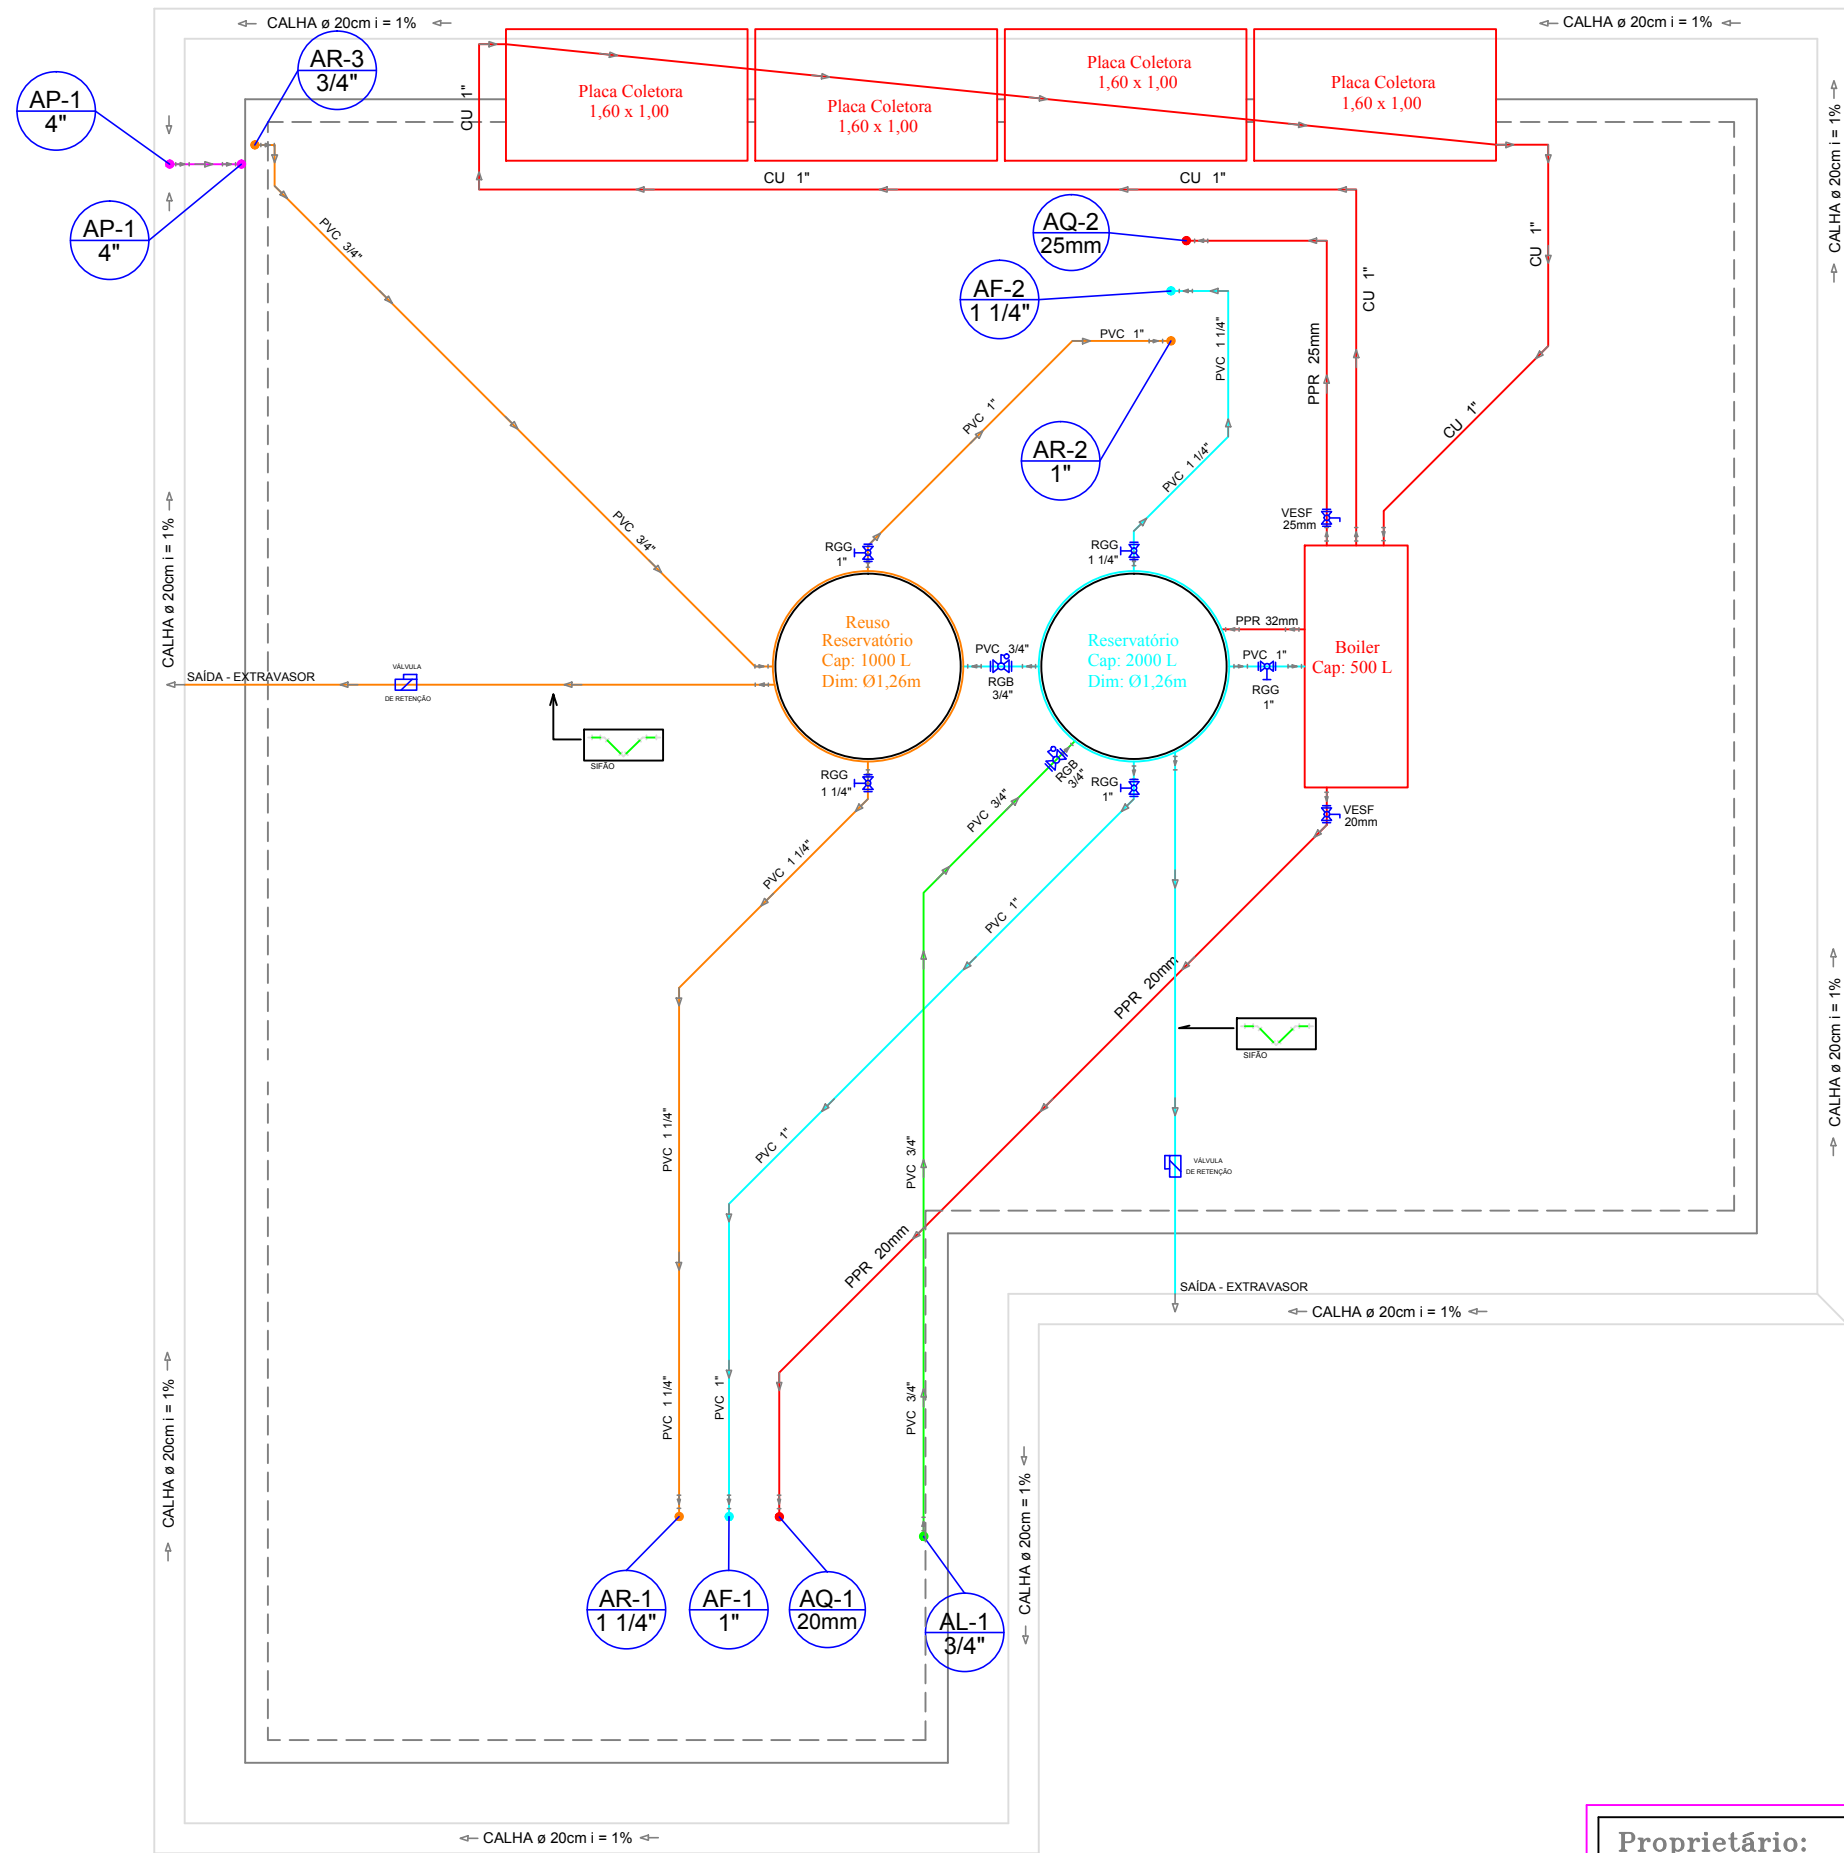 CALHA ø 20cm i = 1%
CALHA ø 20cm i = 1%
AR-3
3/4"
AP-1
4"
AP-1
4"
CU 1"
Placa Coletora
1,60 x 1,00
Placa Coletora
1,60 x 1,00
Placa Coletora
1,60 x 1,00
Placa Coletora
1,60 x 1,00
CALHA ø 20cm i = 1%
CU 1"
CU 1"
PVC 3/4"
AQ-2
25mm
AF-2
1 1/4"
AR-2
1"
PVC 1"
PVC 1"
PVC 1 1/4"
PVC 1 1/4"
PPR 25mm
CU 1"
CU 1"
CU 1"
PVC 3/4"
CALHA ø 20cm i = 1%
RGG
1"
RGG
1 1/4"
VESF
25mm
Reuso
Reservatório
Cap: 1000 L
Dim: Ø1,26m
PVC 3/4"
RGB
3/4"
Reservatório
Cap: 2000 L
Dim: Ø1,26m
PPR 32mm
PVC 1"
RGG
1"
Boiler
Cap: 500 L
SAÍDA - EXTRAVASOR
VÁLVULA
DE RETENÇÃO
SIFÃO
RGG
1 1/4"
RGB
3/4"
RGG
1"
VESF
20mm
PVC 3/4"
PVC 1 1/4"
PVC 1"
PPR 20mm
SIFÃO
CALHA ø 20cm i = 1%
PVC 1 1/4"
PVC 1"
PVC 3/4"
VÁLVULA
DE RETENÇÃO
PPR 20mm
SAÍDA - EXTRAVASOR
CALHA ø 20cm i = 1%
CALHA ø 20cm i = 1%
PVC 1 1/4"
PVC 1"
PVC 3/4"
CALHA ø 20cm i = 1%
AR-1
1 1/4"
AF-1
1"
AQ-1
20mm
AL-1
3/4"
CALHA ø 20cm i = 1%
Proprietário: